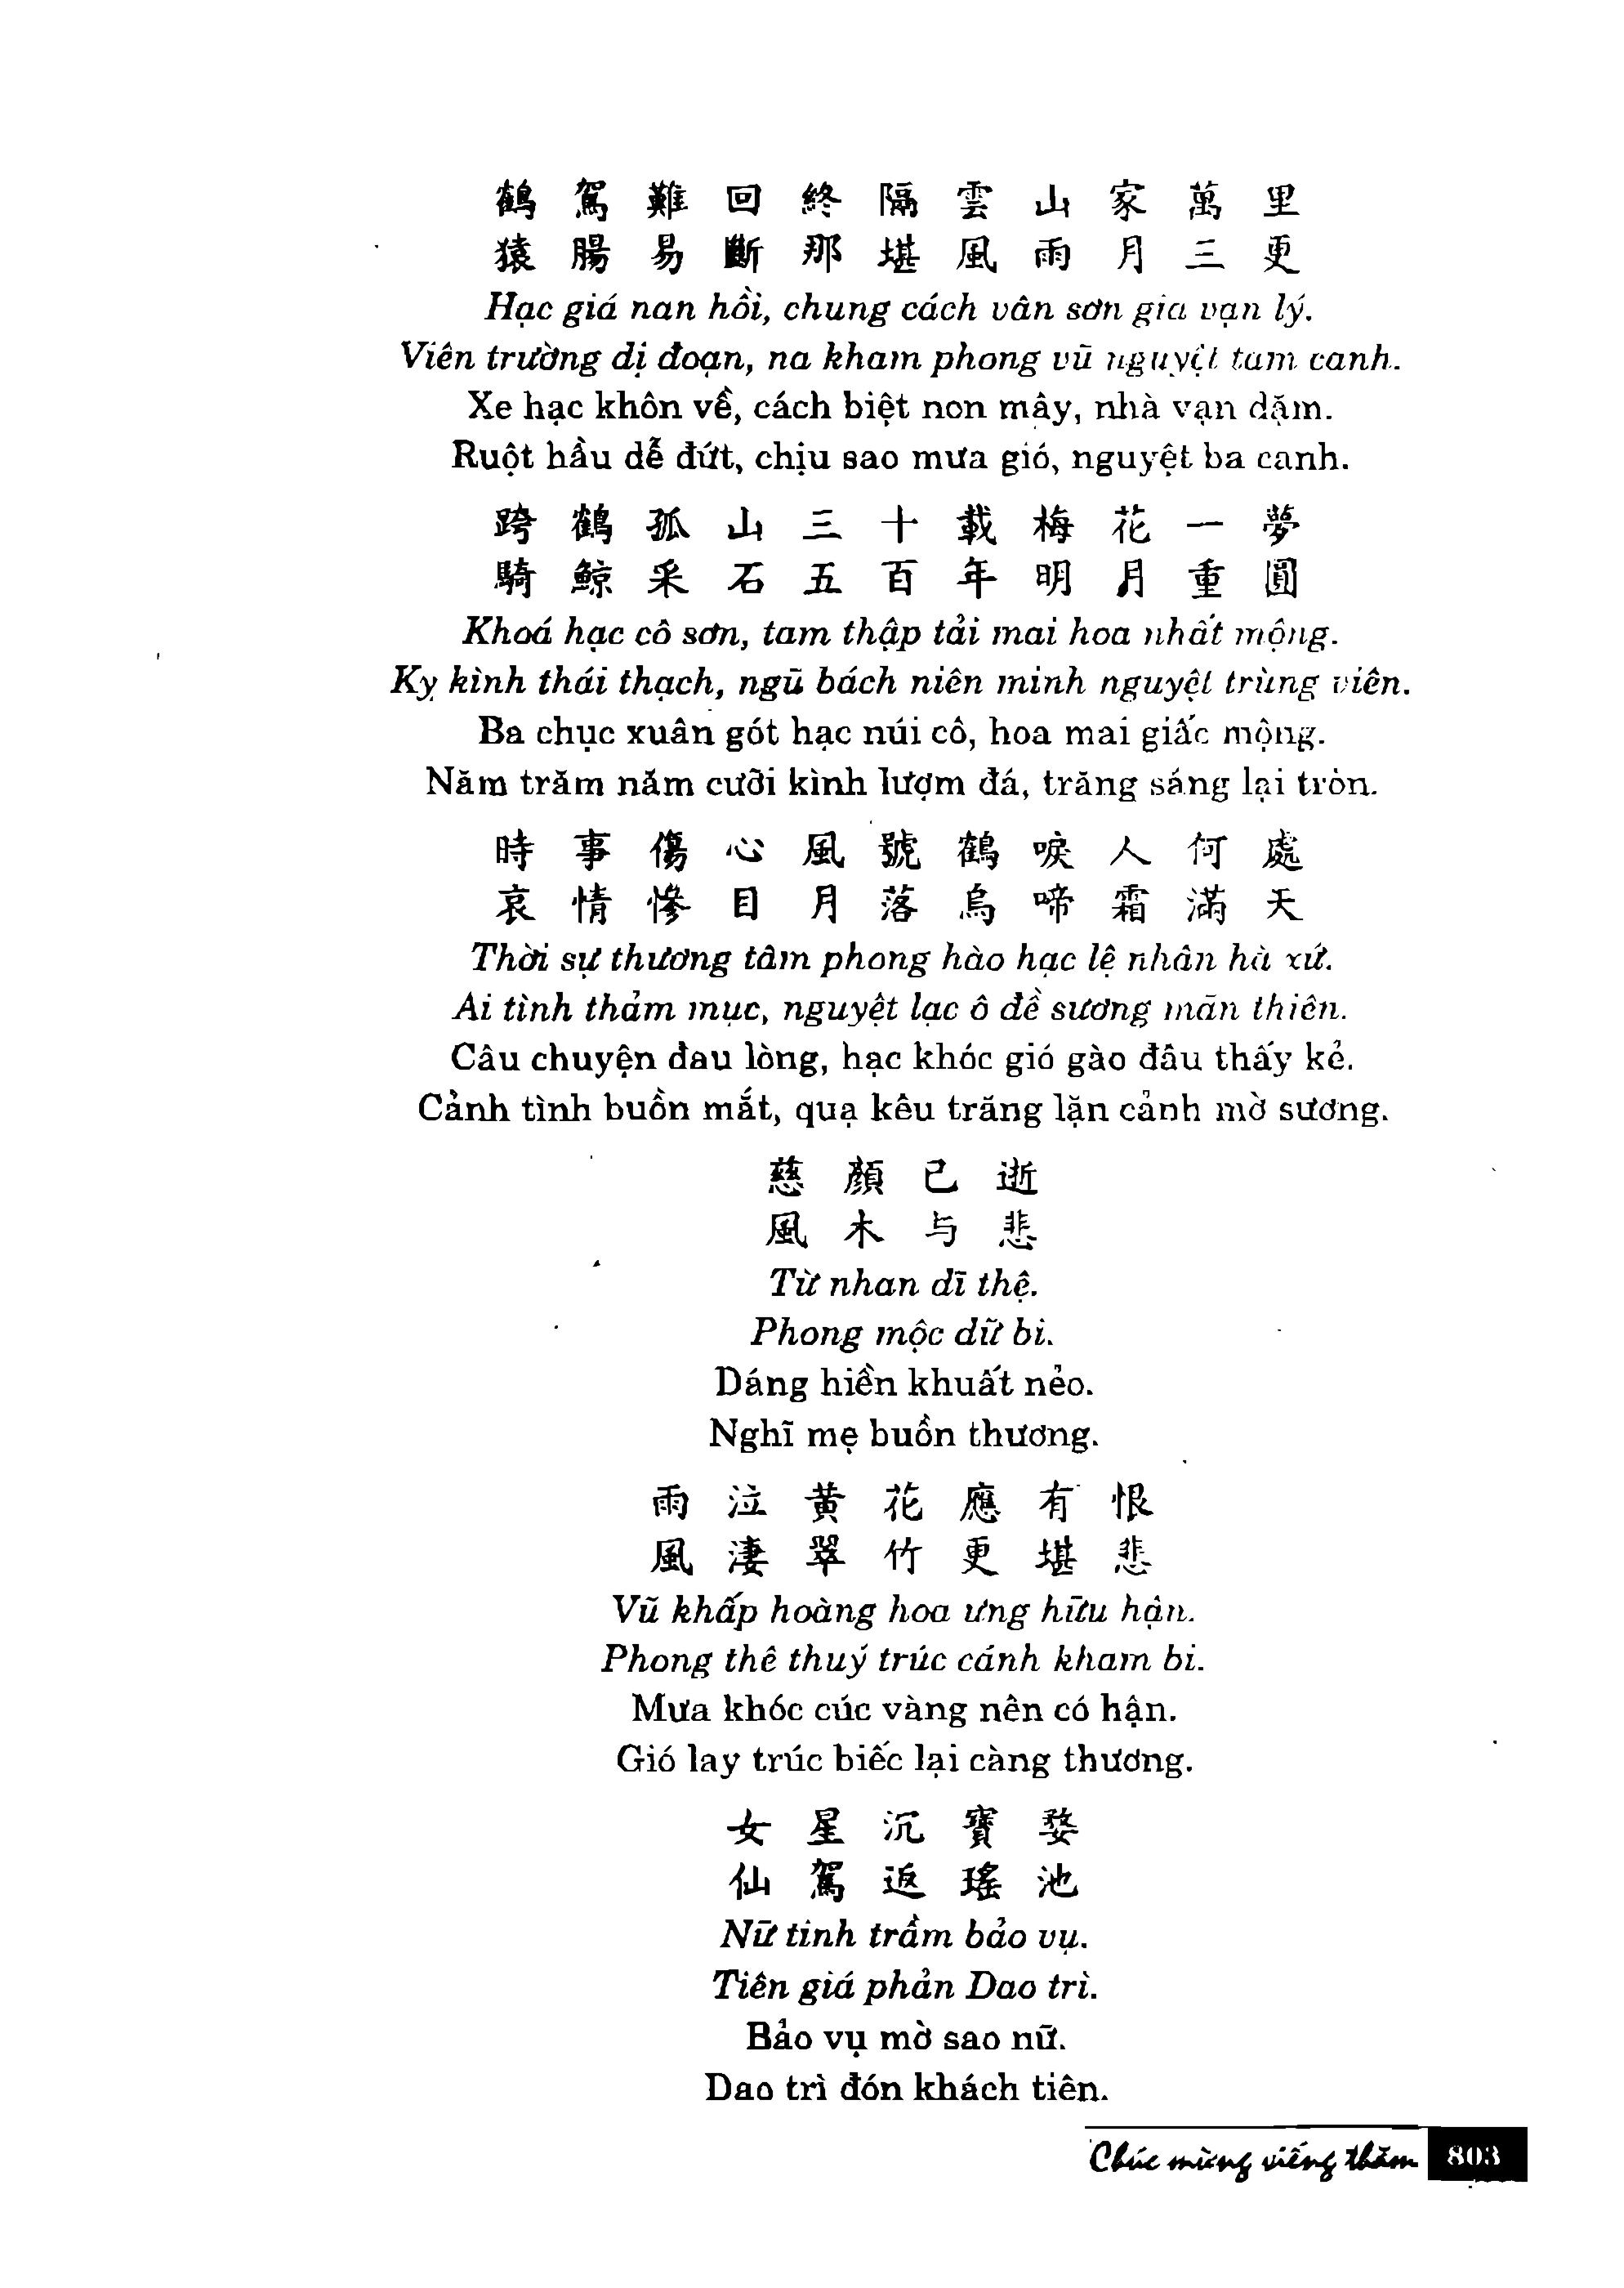 鶴駕難回終隔雲山家萬里
猿腸易斷那堪風雨月三更
Hạc giá nan hồi, chung cách vân sơn gia vạn lý.
Viên trường dị đoạn, na kham phong vũ nguyệt tam canh.
Xe hạc khôn về, cách biệt non mây, nhà vạn dặm.
Ruột hầu dễ đứt, chịu sao mưa gió, nguyệt ba canh.
跨鶴孤山三十載梅花一夢
騎鯨采石五百年明月重圓
Khoá hạc cô sơn, tam thập tải mai hoa nhất mộng.
Kỵ kình thái thạch, ngũ bách niên minh nguyệt trùng viên.
Ba chục xuân gót hạc núi cô, hoa mai giấc mộng.
Năm trăm năm cưỡi kình lượm đá, trăng sáng lại tròn.
時事傷心風號鶴唳人何處
哀情慘目月落烏啼霜滿天
Thời sự thương tâm phong hào hạc lệ nhân hà xứ.
Ai tình thảm mục, nguyệt lạc ô đề sương mãn thiên.
Câu chuyện đau lòng, hạc khóc gió gào đâu thấy kẻ.
Cảnh tình buồn mắt, quạ kêu trăng lặn cảnh mờ sương.
慈顏已逝
風木与悲
Từ nhan dĩ thệ.
Phong mộc dữ bi.
Dáng hiền khuất nẻo.
Nghĩ mẹ buồn thương.
雨泣黄花應有恨
風淒翠竹更堪悲
Vũ khấp hoàng hoa ưng hữu hận.
Phong thê thuý trúc cánh kham bi.
Mưa khóc cúc vàng nên có hận.
Gió lay trúc biếc lại càng thương.
女星沉寶婺
仙駕返瑤池
Nữ tinh trầm bảo vụ.
Tiên giá phản Dao trì.
Bảo vụ mờ sao nữ.
Dao trì đón khách tiên.
Chúc mừng viếng thăm 803